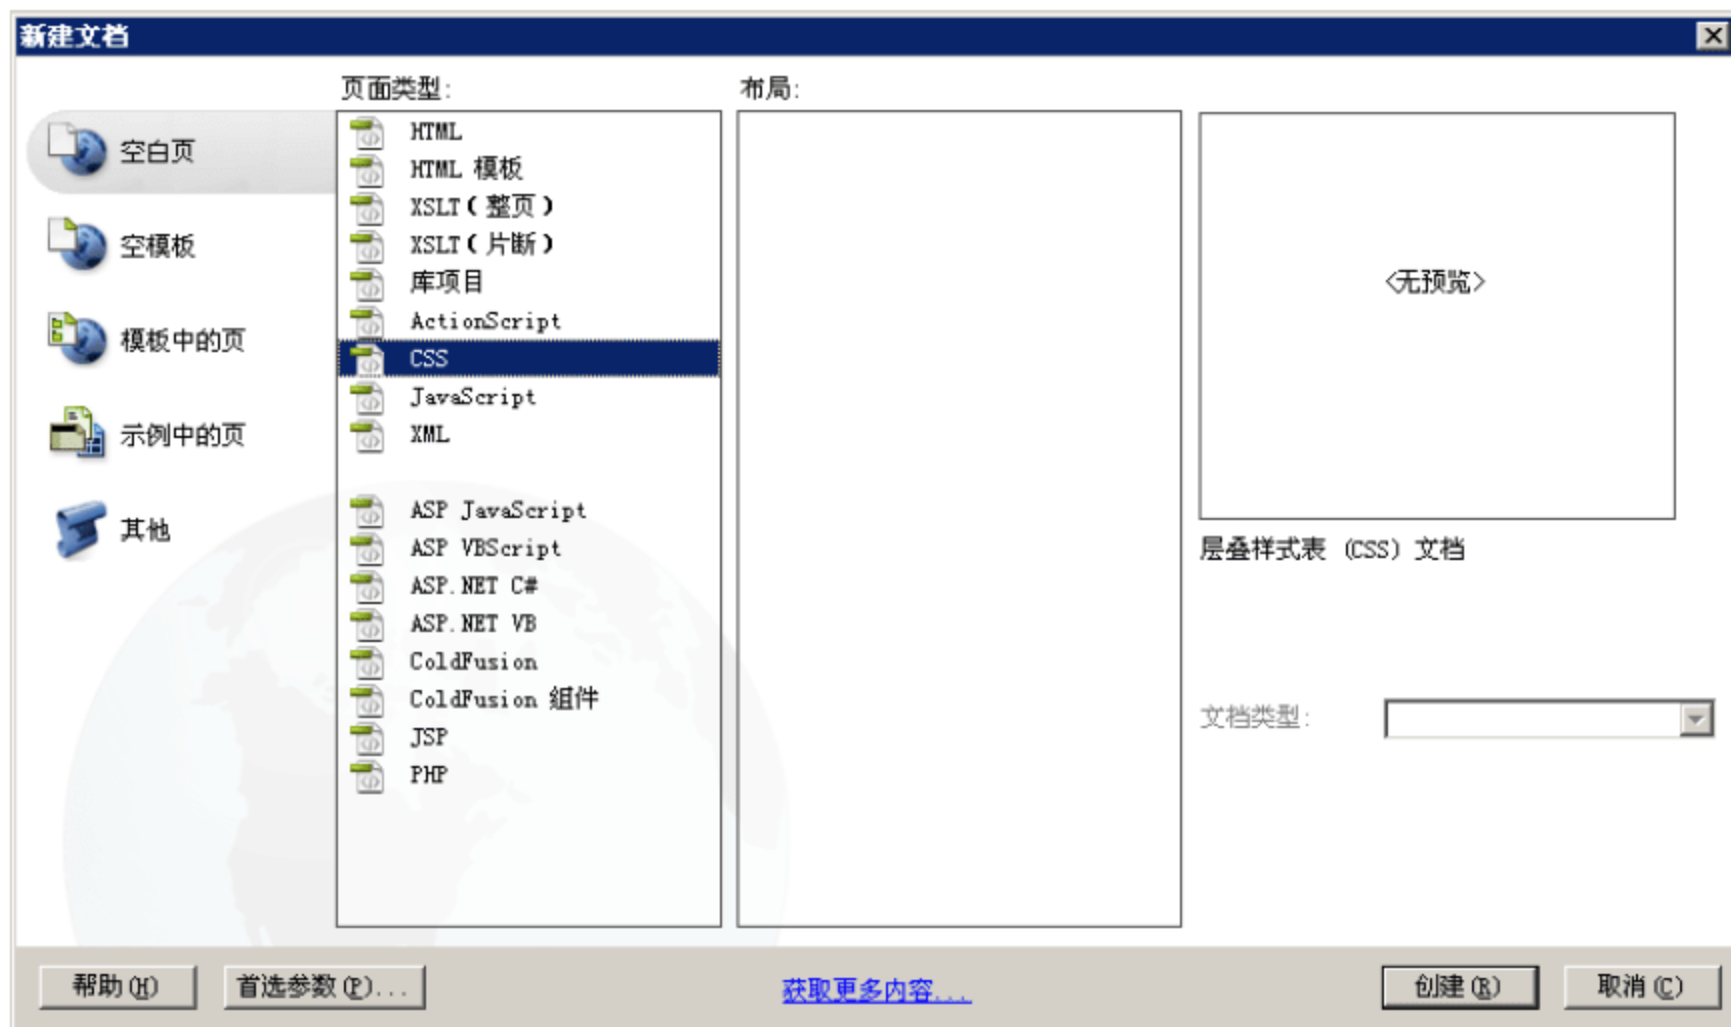 新建文档
页面类型:
布局:
空白页
空模板
模板中的页
示例中的页
其他
HTML
HTML 模板
XSLT(整页)
XSLT(片断)
库项目
ActionScript
CSS
JavaScript
XML
ASP JavaScript
ASP VBScript
ASP.NET C#
ASP.NET VB
ColdFusion
ColdFusion 组件
JSP
PHP
<无预览>
层叠样式表 (CSS) 文档
文档类型:
帮助(H)
首选参数(P)...
获取更多内容...
创建(R)
取消(C)